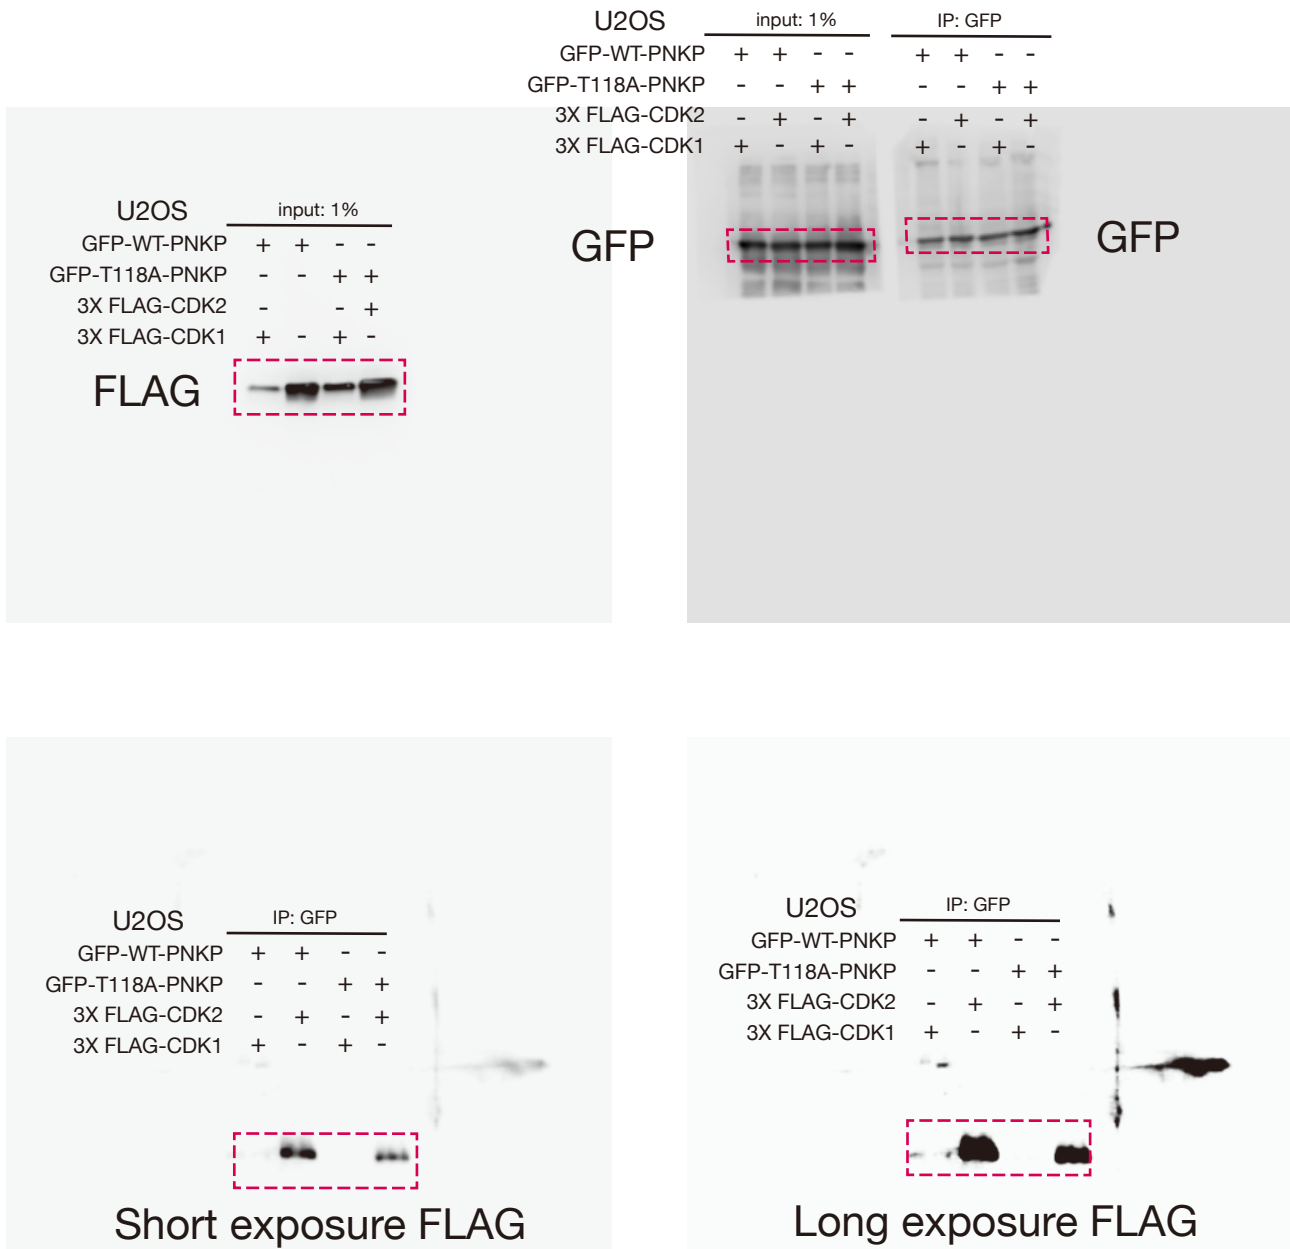 U2OS input: 1% IP: GFP
GFP-WT-PNKP + + - - + + - -
GFP-T118A-PNKP - - + + - - + +
3X FLAG-CDK2 - + - + - + - +
3X FLAG-CDK1 + - + - + - + -
GFP GFP
U2OS input: 1%
GFP-WT-PNKP + + - -
GFP-T118A-PNKP - - + +
3X FLAG-CDK2 - - +
3X FLAG-CDK1 + - + -
FLAG
U2OS IP: GFP
GFP-WT-PNKP + + - -
GFP-T118A-PNKP - - + +
3X FLAG-CDK2 - + - +
3X FLAG-CDK1 + - + -
Short exposure FLAG
U2OS IP: GFP
GFP-WT-PNKP + + - -
GFP-T118A-PNKP - - + +
3X FLAG-CDK2 - + - +
3X FLAG-CDK1 + - + -
Long exposure FLAG